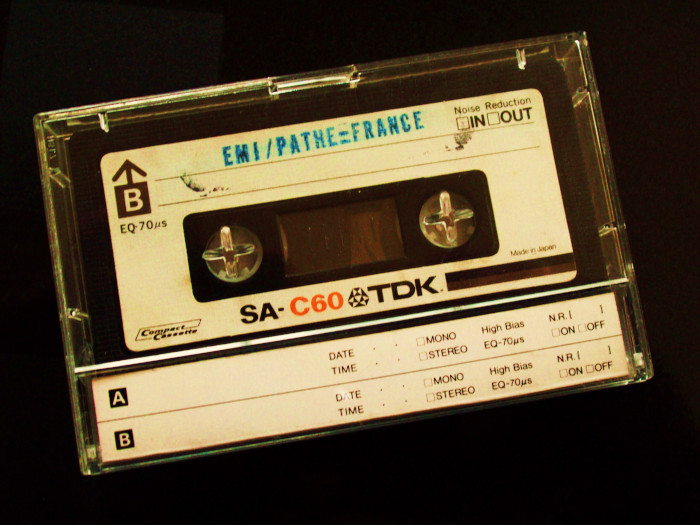 EMI/PATHE=FRANCE
Noise Reduction
IN OUT
B
EQ-70µs
Made in Japan
SA-C60 TDK.
Compact
Cassette
A DATE . . MONO High Bias N.R.[ ]
TIME STEREO EQ-70µs ON OFF
B DATE . . MONO High Bias N.R.[ ]
TIME STEREO EQ-70µs ON OFF